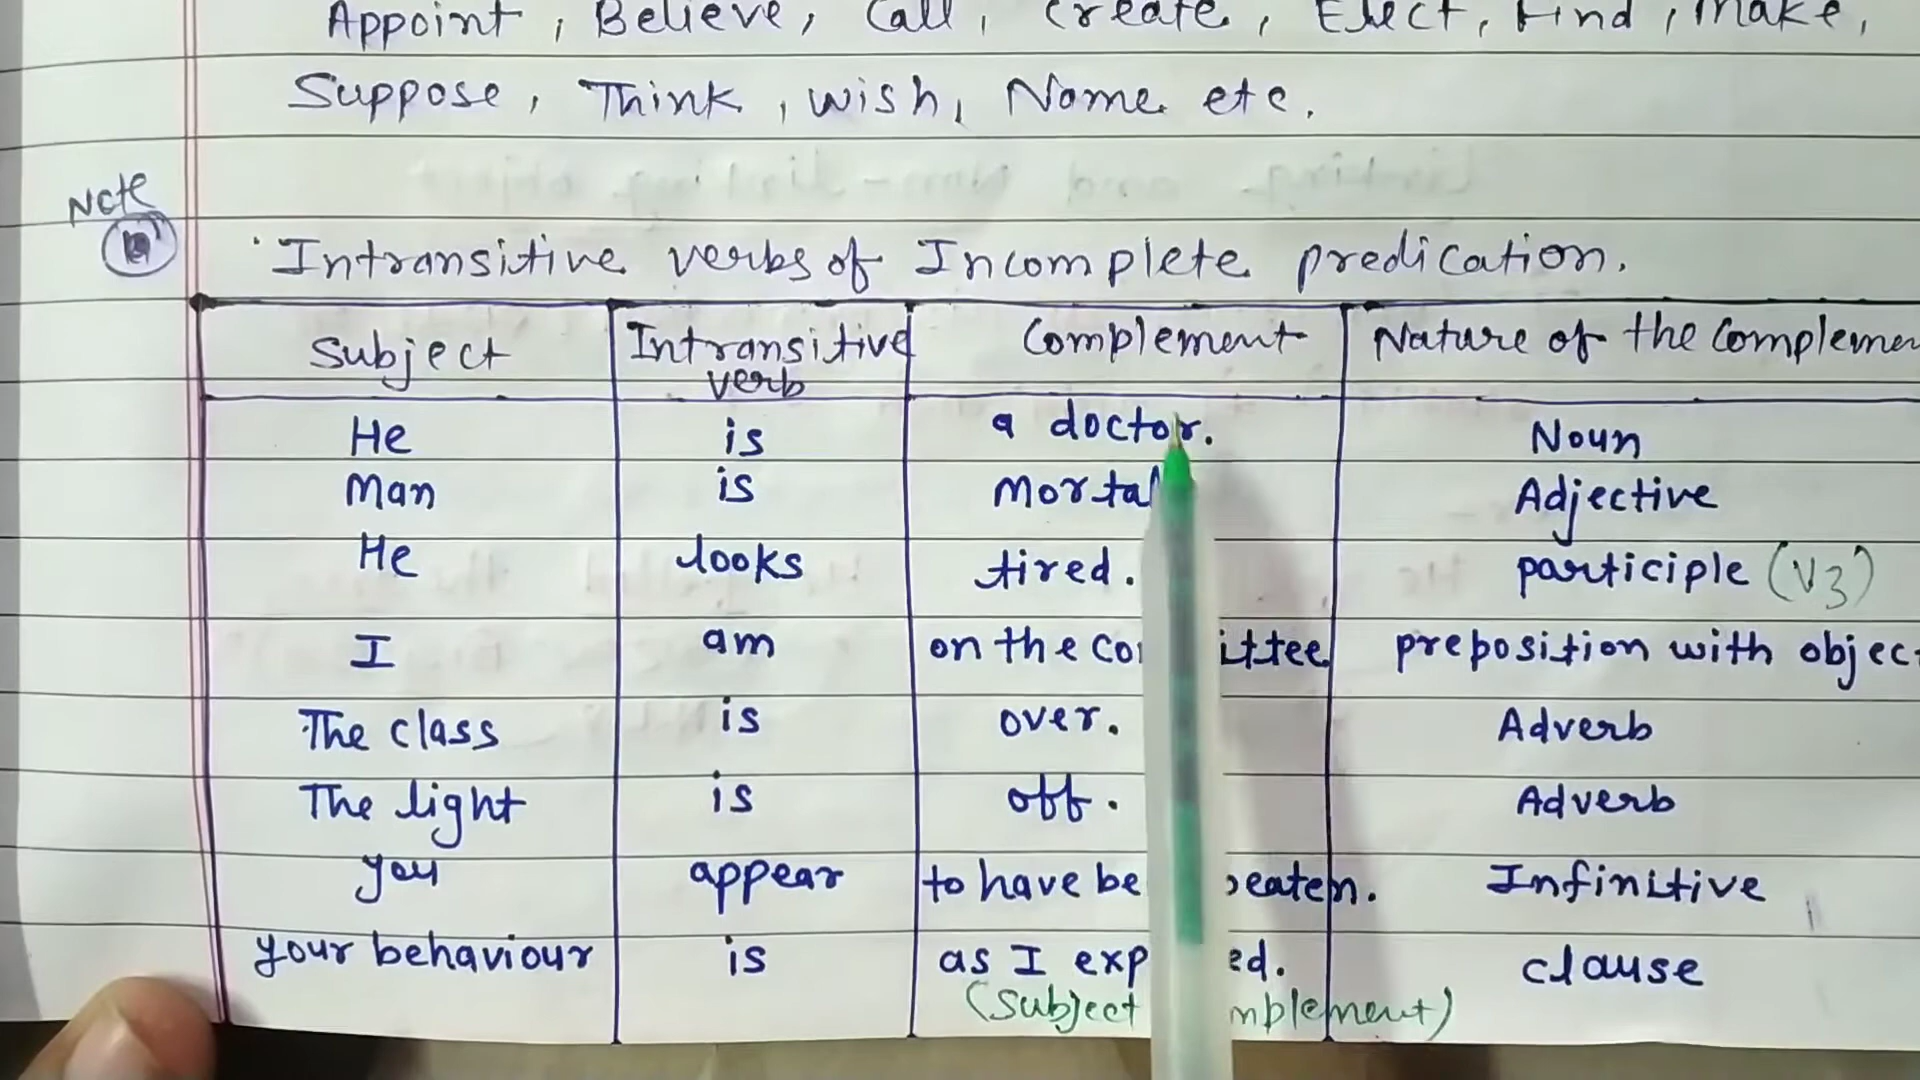 Appoint, Believe, Call, Create, Elect, Find, Make,
Suppose, Think, Wish, Name etc.
Note
Intransitive verbs of Incomplete predication.
Subject Intransitive verb Complement Nature of the Compleme
He is a doctor. Noun
Man is mortal Adjective
He looks tired. participle (V3)
I am on the co ittee preposition with objec
The class is over. Adverb
The light is off. Adverb
you appear to have be eaten. Infinitive
your behaviour is as I exp ed. clause
(Subject mplement)